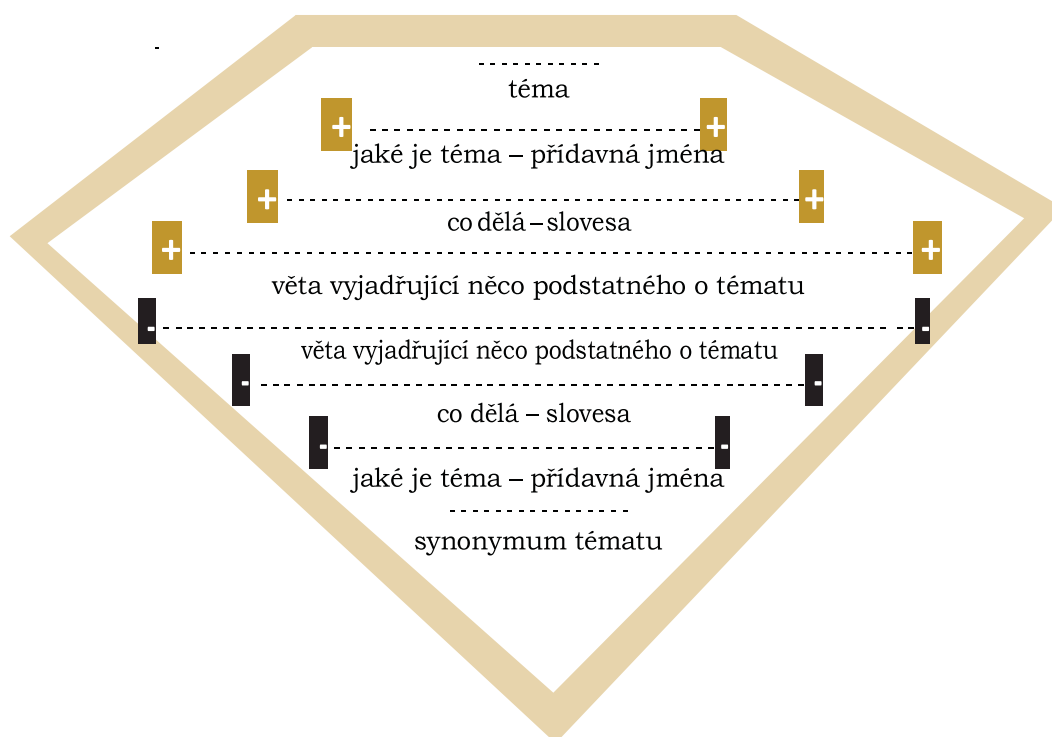 téma
+ +
jaké je téma – přídavná jména
+ +
co dělá – slovesa
+ +
věta vyjadřující něco podstatného o tématu
- -
věta vyjadřující něco podstatného o tématu
- -
co dělá – slovesa
- -
jaké je téma – přídavná jména
synonymum tématu